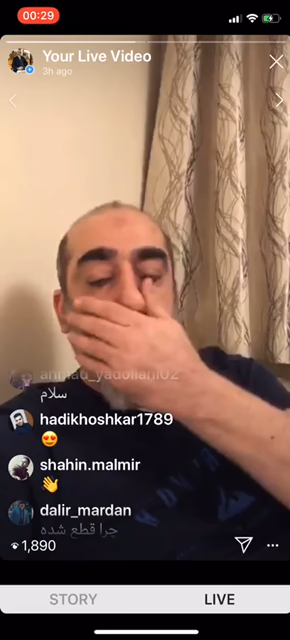 00:29
Your Live Video
3h ago
ahmad_yadollahi02
سلام
hadikhoshkar1789
😍
shahin.malmir
👋
dalir_mardan
چرا قطع شده
1,890
STORY
LIVE